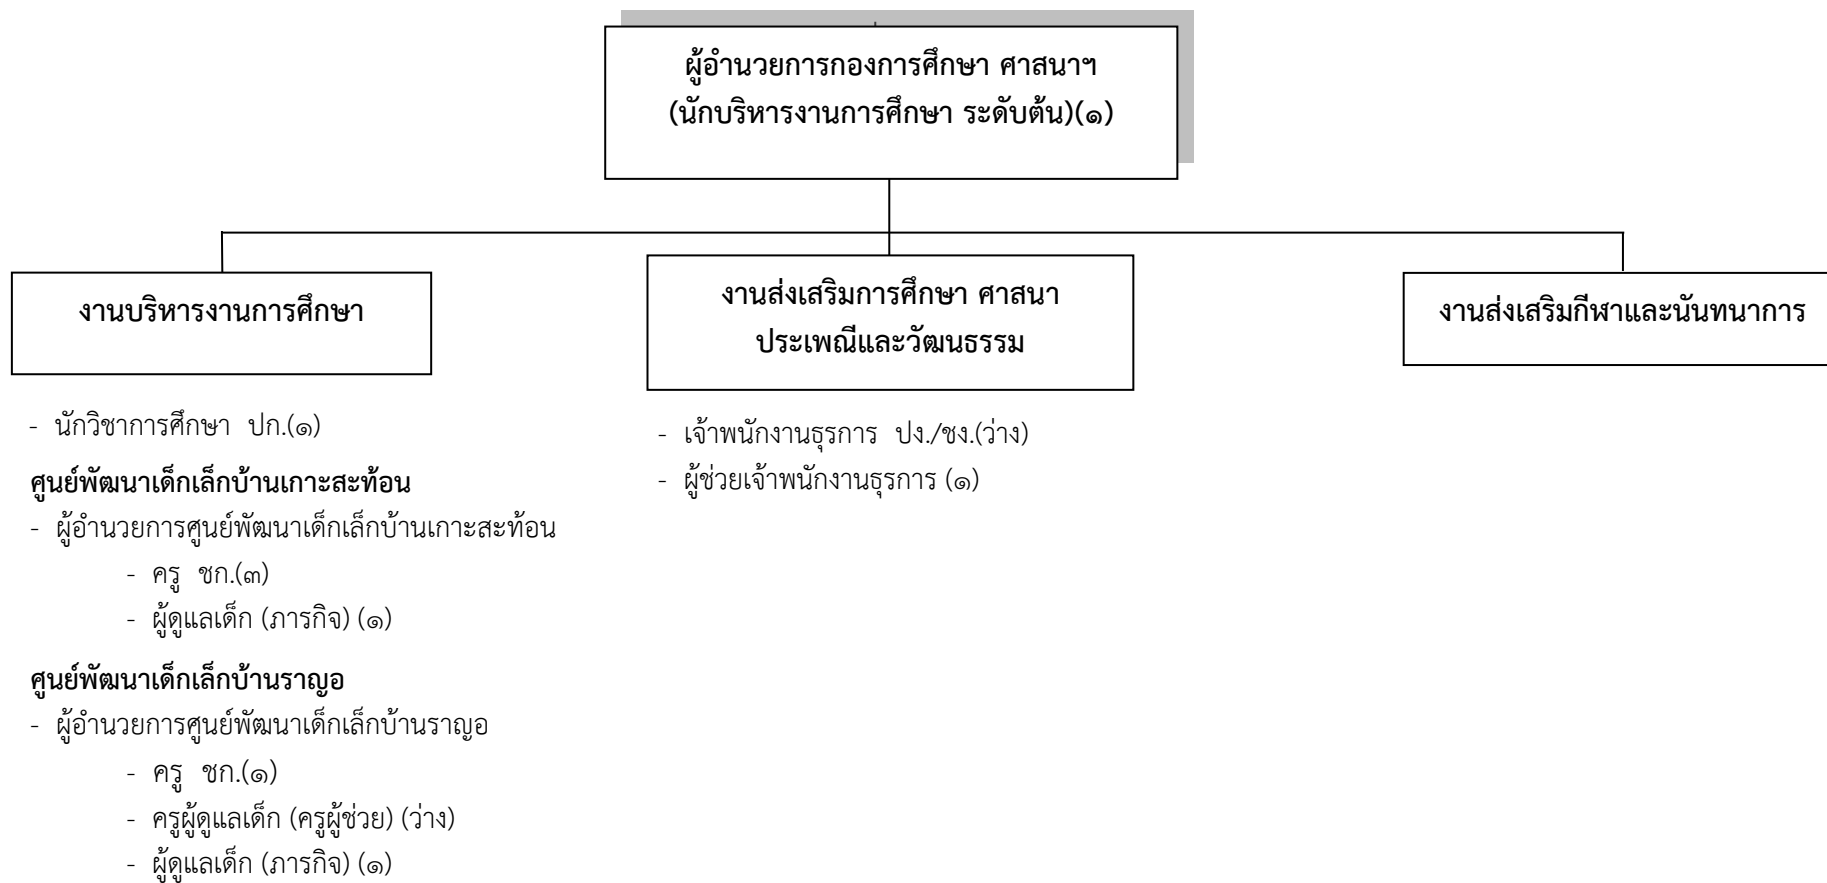 ผู้อำนวยการกองการศึกษา ศาสนาฯ
(นักบริหารงานการศึกษา ระดับต้น)(๑)
งานบริหารงานการศึกษา
งานส่งเสริมการศึกษา ศาสนา
ประเพณีและวัฒนธรรม
งานส่งเสริมกีฬาและนันทนาการ
- นักวิชาการศึกษา ปก.(๑)
ศูนย์พัฒนาเด็กเล็กบ้านเกาะสะท้อน
- ผู้อำนวยการศูนย์พัฒนาเด็กเล็กบ้านเกาะสะท้อน
- ครู ชก.(๓)
- ผู้ดูแลเด็ก (ภารกิจ) (๑)
ศูนย์พัฒนาเด็กเล็กบ้านราญอ
- ผู้อำนวยการศูนย์พัฒนาเด็กเล็กบ้านราญอ
- ครู ชก.(๑)
- ครูผู้ดูแลเด็ก (ครูผู้ช่วย) (ว่าง)
- ผู้ดูแลเด็ก (ภารกิจ) (๑)
- เจ้าพนักงานธุรการ ปง./ชง.(ว่าง)
- ผู้ช่วยเจ้าพนักงานธุรการ (๑)